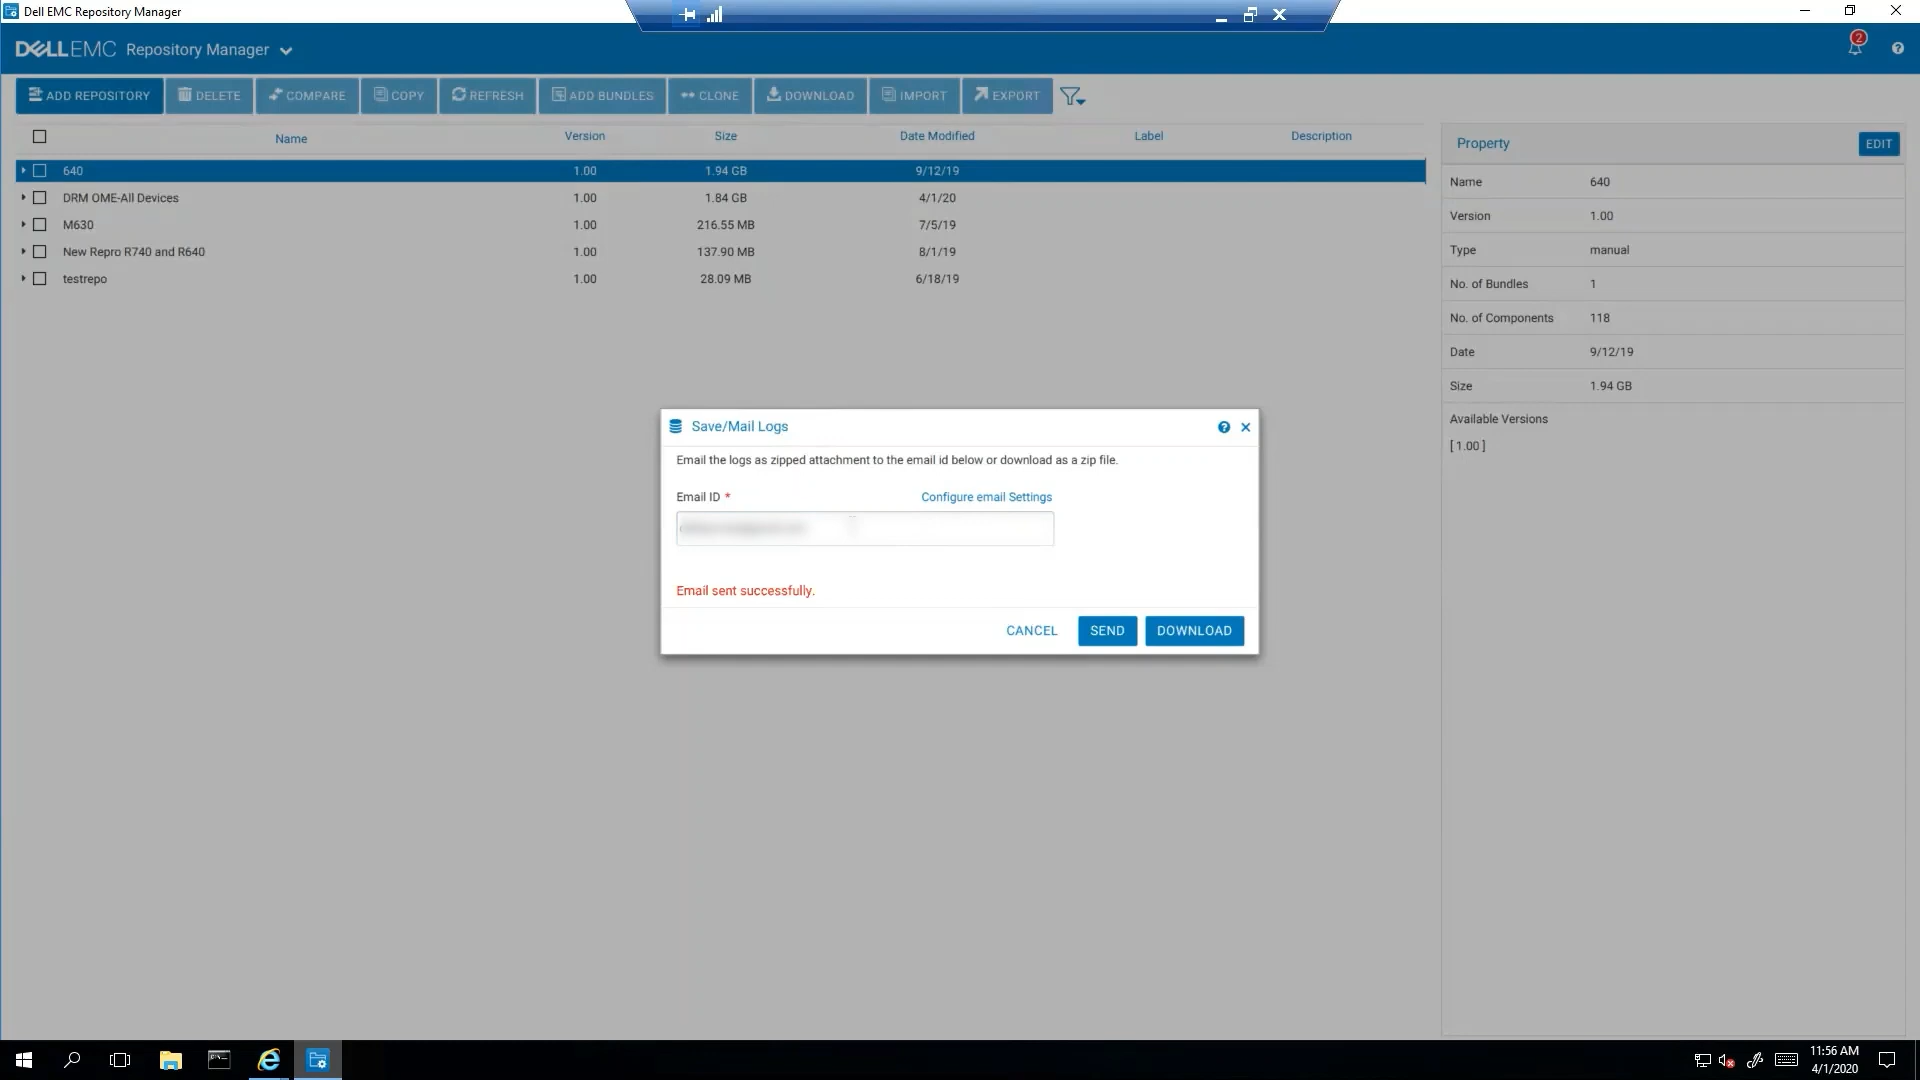 Dell EMC Repository Manager
DELLEMC Repository Manager
2
ADD REPOSITORY DELETE COMPARE COPY REFRESH ADD BUNDLES CLONE DOWNLOAD IMPORT EXPORT
Name Version Size Date Modified Label Description
640 1.00 1.94 GB 9/12/19
DRM OME-All Devices 1.00 1.84 GB 4/1/20
M630 1.00 216.55 MB 7/5/19
New Repro R740 and R640 1.00 137.90 MB 8/1/19
testrepo 1.00 28.09 MB 6/18/19
Property EDIT
Name 640
Version 1.00
Type manual
No. of Bundles 1
No. of Components 118
Date 9/12/19
Size 1.94 GB
Available Versions
[ 1.00 ]
Save/Mail Logs
Email the logs as zipped attachment to the email id below or download as a zip file.
Email ID * Configure email Settings
Email sent successfully.
CANCEL SEND DOWNLOAD
11:56 AM
4/1/2020